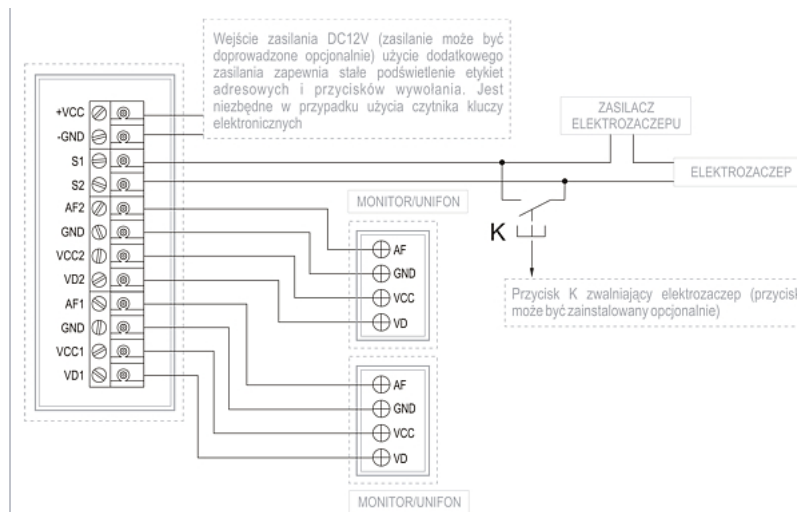 Wejście zasilania DC12V (zasilanie może być
doprowadzone opcjonalnie) użycie dodatkowego
zasilania zapewnia stałe podświetlenie etykiet
adresowych i przycisków wywołania. Jest
niezbędne w przypadku użycia czytnika kluczy
elektronicznych
ZASILACZ
ELEKTROZACZEPU
ELEKTROZACZEP
+VCC
-GND
S1
S2
AF2
GND
VCC2
VD2
AF1
GND
VCC1
VD1
MONITOR/UNIFON
AF
GND
VCC
VD
K
Przycisk K zwalniający elektrozaczep (przycisk
może być zainstalowany opcjonalnie)
AF
GND
VCC
VD
MONITOR/UNIFON